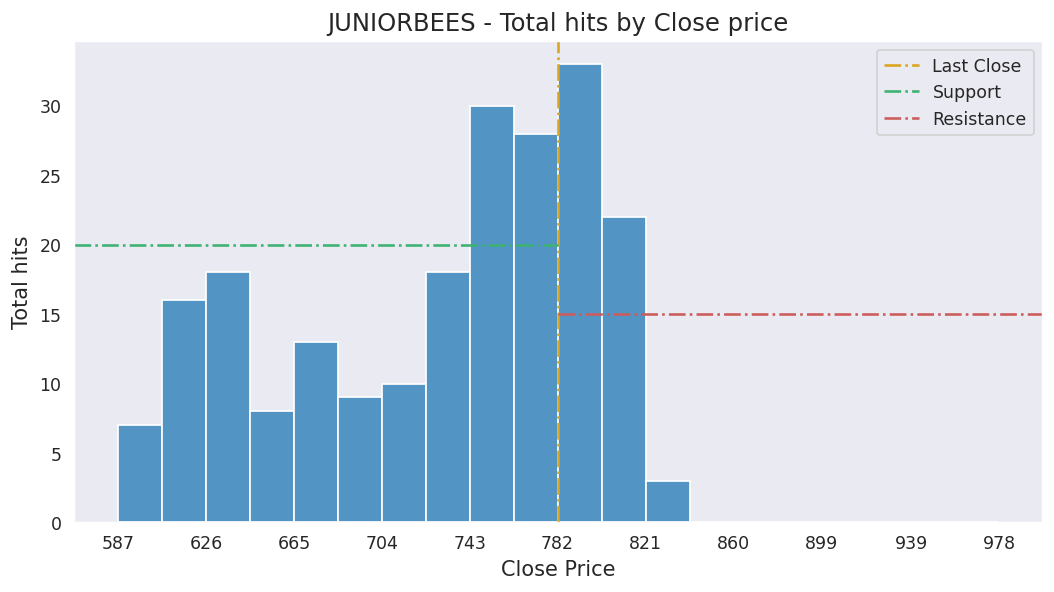 JUNIORBEES - Total hits by Close price
Last Close
Support
Resistance
Total hits
30
25
20
15
10
5
0
587 626 665 704 743 782 821 860 899 939 978
Close Price